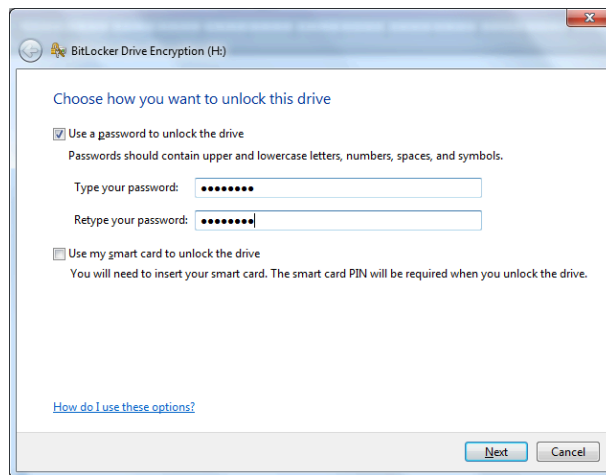 BitLocker Drive Encryption (H:)
Choose how you want to unlock this drive
Use a password to unlock the drive
Passwords should contain upper and lowercase letters, numbers, spaces, and symbols.
Type your password: ●●●●●●●●
Retype your password: ●●●●●●●●
Use my smart card to unlock the drive
You will need to insert your smart card. The smart card PIN will be required when you unlock the drive.
How do I use these options?
Next Cancel